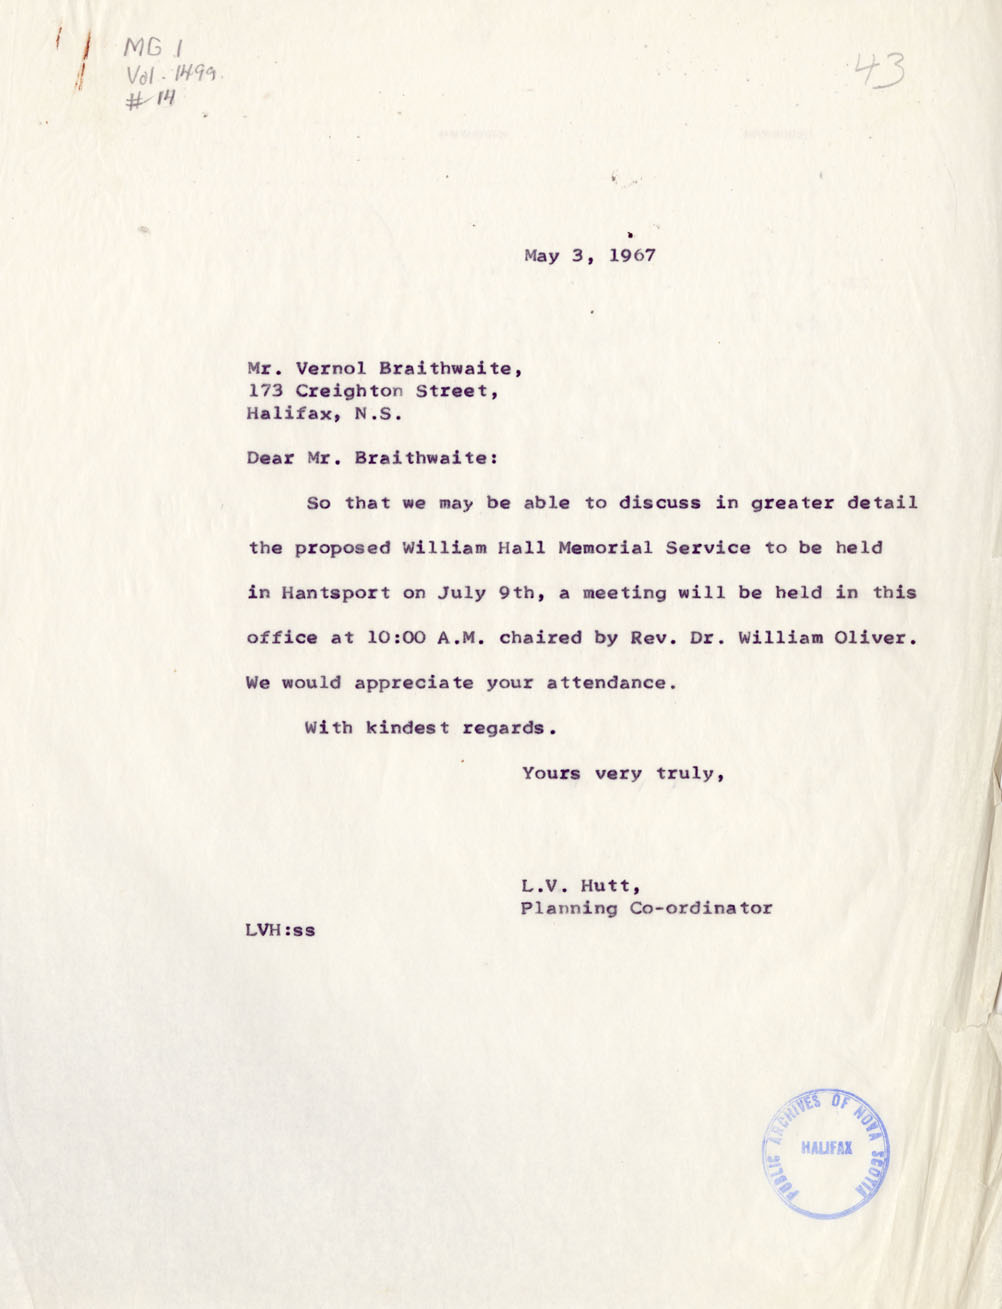 MG 1
Vol. 1499
# 14
43
May 3, 1967
Mr. Vernol Braithwaite,
173 Creighton Street,
Halifax, N.S.
Dear Mr. Braithwaite:
So that we may be able to discuss in greater detail
the proposed William Hall Memorial Service to be held
in Hantsport on July 9th, a meeting will be held in this
office at 10:00 A.M. chaired by Rev. Dr. William Oliver.
We would appreciate your attendance.
With kindest regards.
Yours very truly,
L.V. Hutt,
Planning Co-ordinator
LVH:ss
PUBLIC ARCHIVES OF NOVA SCOTIA
HALIFAX